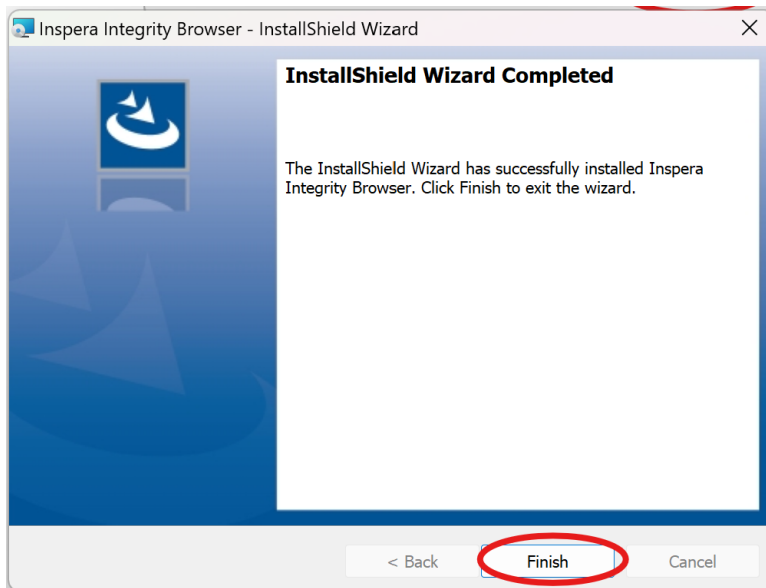 Inspera Integrity Browser - InstallShield Wizard
InstallShield Wizard Completed
The InstallShield Wizard has successfully installed Inspera
Integrity Browser. Click Finish to exit the wizard.
< Back Finish Cancel